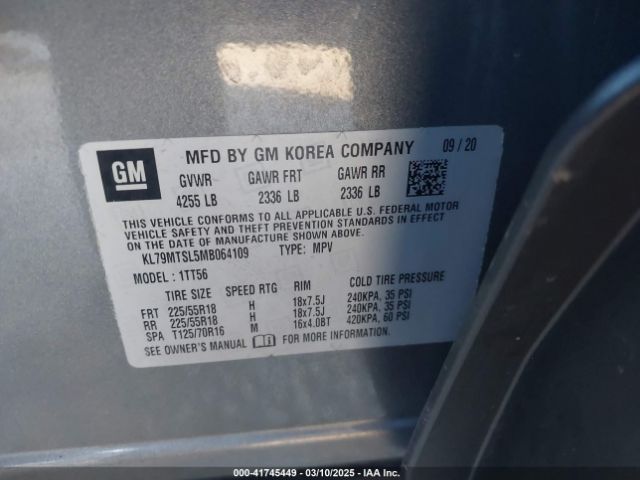 GM
MFD BY GM KOREA COMPANY 09 / 20
GVWR GAWR FRT GAWR RR
4255 LB 2336 LB 2336 LB
THIS VEHICLE CONFORMS TO ALL APPLICABLE U.S. FEDERAL MOTOR
VEHICLE SAFETY AND THEFT PREVENTION STANDARDS IN EFFECT
ON THE DATE OF MANUFACTURE SHOWN ABOVE.
KL79MTSL5MB064109 TYPE: MPV
MODEL: 1TT56
TIRE SIZE SPEED RTG RIM COLD TIRE PRESSURE
FRT 225/55R18 H 18x7.5J 240KPA, 35 PSI
RR 225/55R18 H 18x7.5J 240KPA, 35 PSI
SPA T125/70R16 M 16x4.0BT 420KPA, 60 PSI
SEE OWNER'S MANUAL FOR MORE INFORMATION.
000-41745449 - 03/10/2025 - IAA Inc.